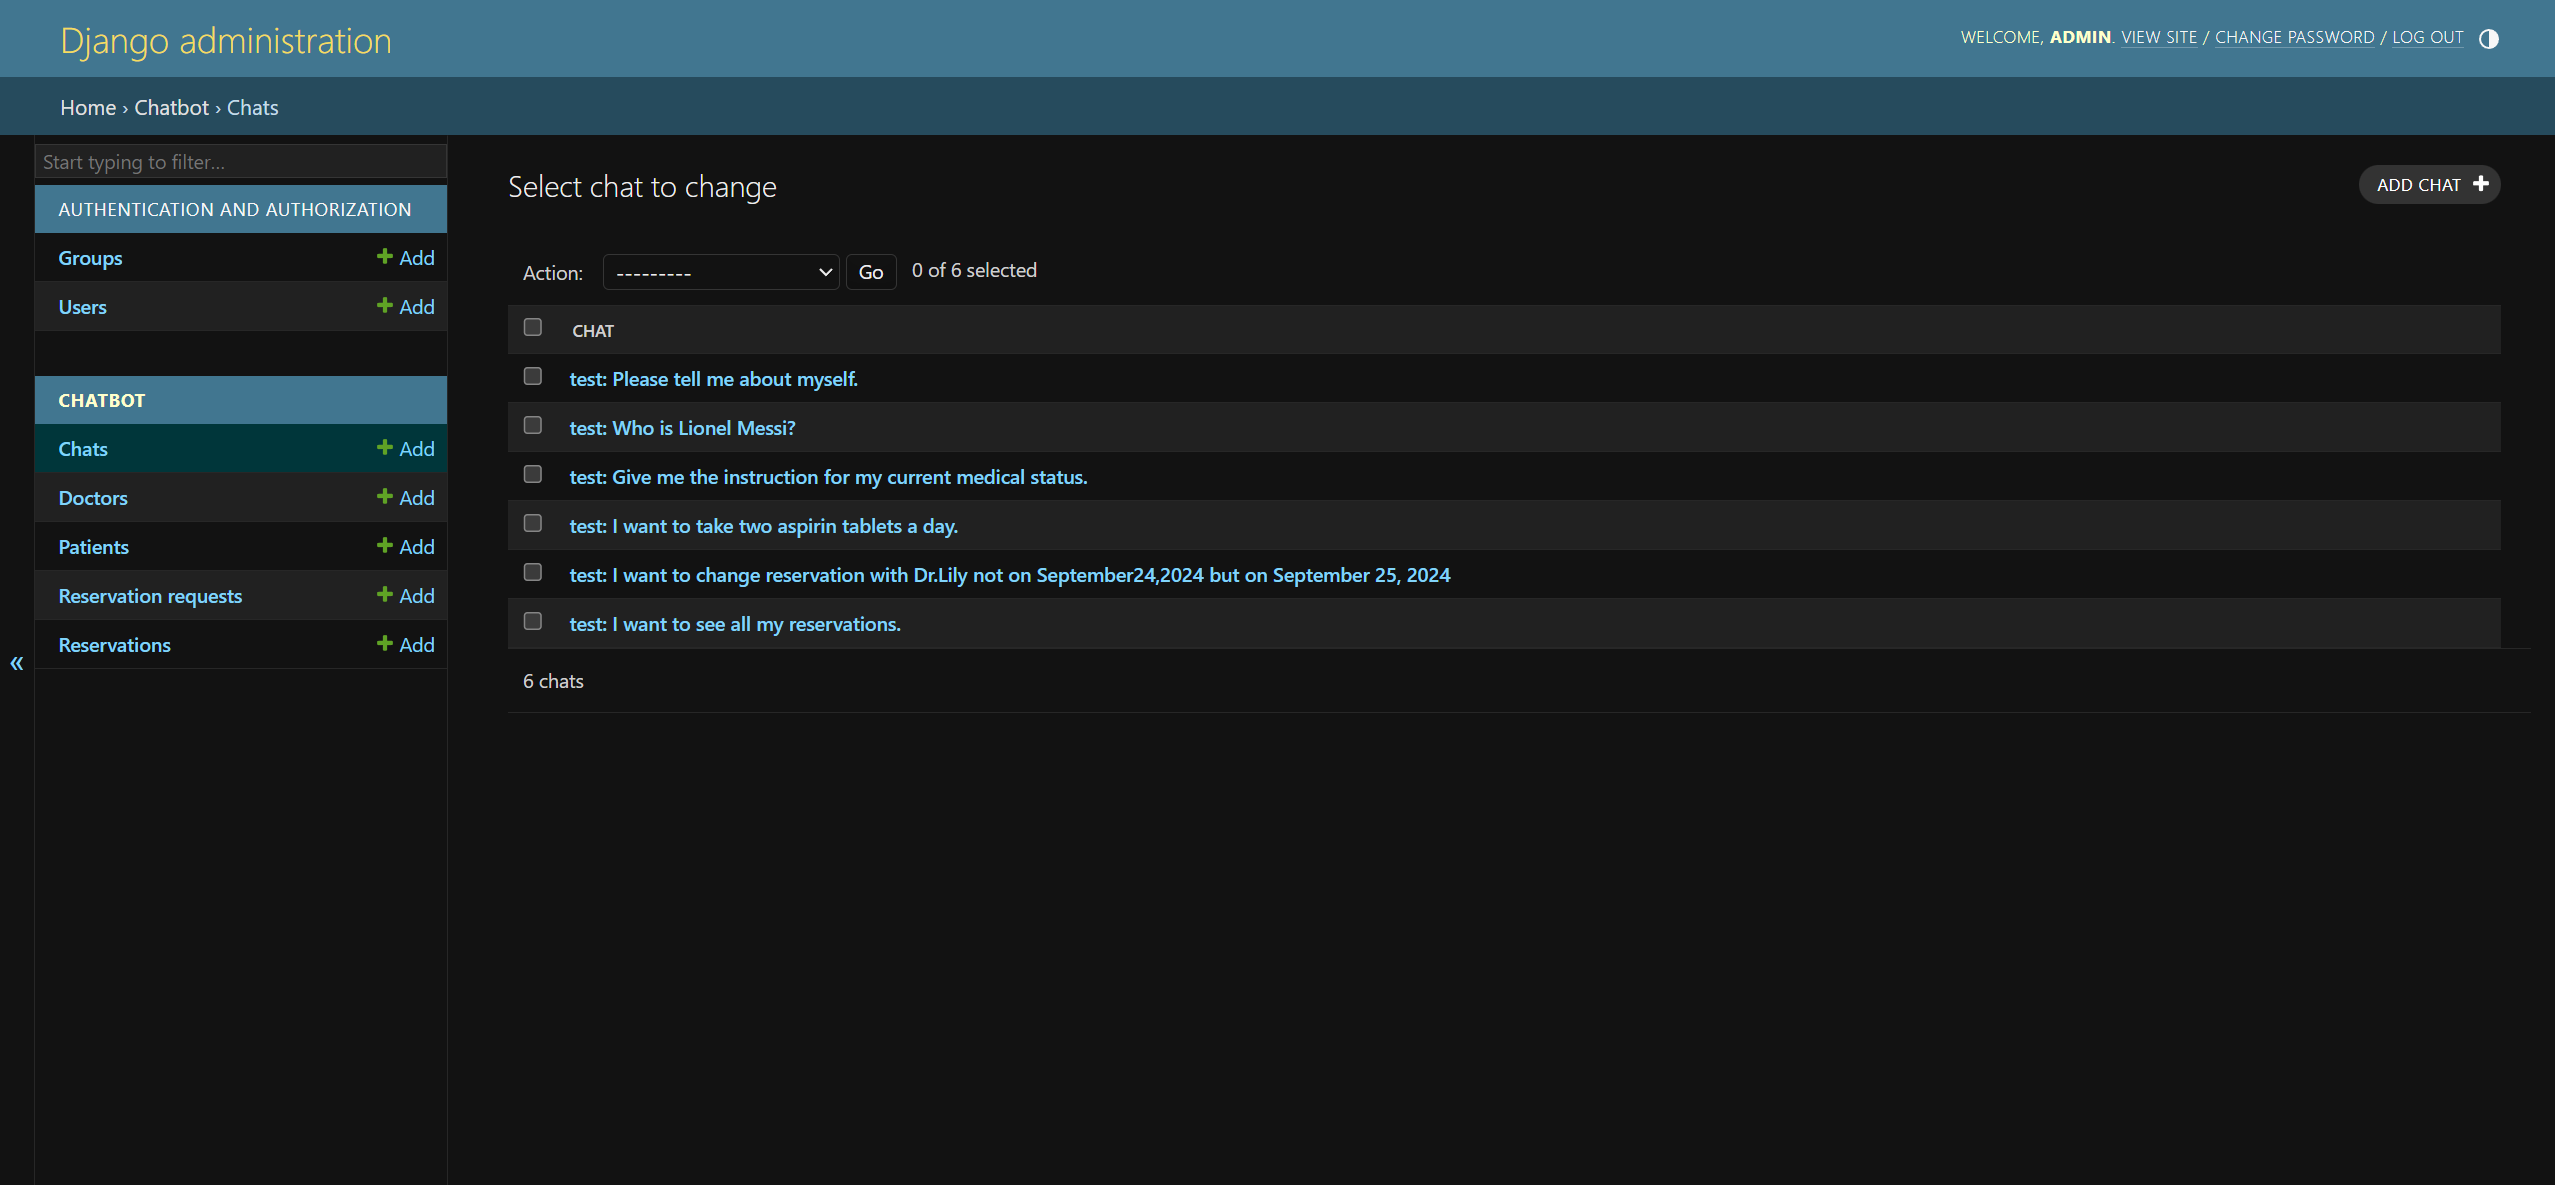 Django administration
WELCOME, ADMIN. VIEW SITE / CHANGE PASSWORD / LOG OUT
Home › Chatbot › Chats
Start typing to filter...
AUTHENTICATION AND AUTHORIZATION
Groups + Add
Users + Add
CHATBOT
Chats + Add
Doctors + Add
Patients + Add
Reservation requests + Add
Reservations + Add
«
Select chat to change
ADD CHAT +
Action: --------- Go 0 of 6 selected
CHAT
test: Please tell me about myself.
test: Who is Lionel Messi?
test: Give me the instruction for my current medical status.
test: I want to take two aspirin tablets a day.
test: I want to change reservation with Dr.Lily not on September24,2024 but on September 25, 2024
test: I want to see all my reservations.
6 chats